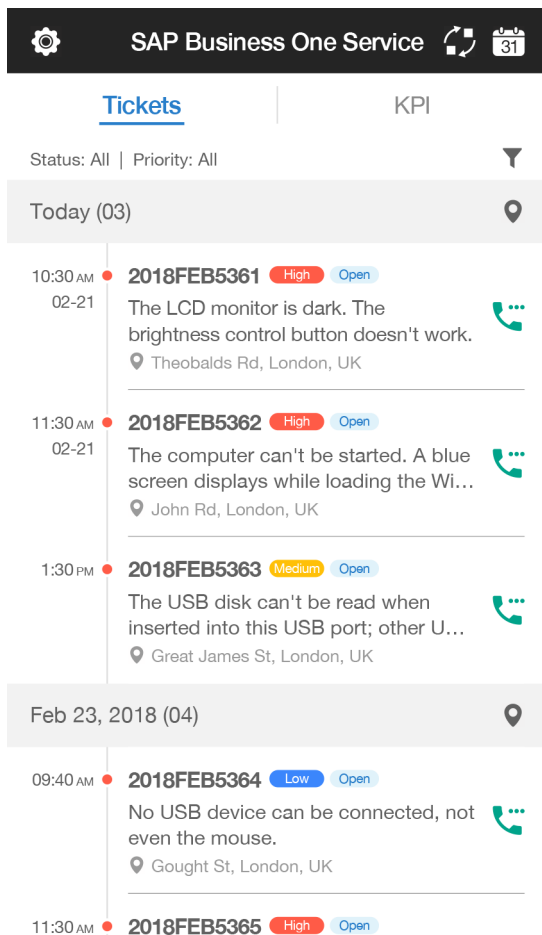 SAP Business One Service
31
Tickets
KPI
Status: All | Priority: All
Today (03)
10:30 AM 2018FEB5361 High Open
02-21
The LCD monitor is dark. The
brightness control button doesn't work.
Theobalds Rd, London, UK
11:30 AM 2018FEB5362 High Open
02-21
The computer can't be started. A blue
screen displays while loading the Wi...
John Rd, London, UK
1:30 PM 2018FEB5363 Medium Open
The USB disk can't be read when
inserted into this USB port; other U...
Great James St, London, UK
Feb 23, 2018 (04)
09:40 AM 2018FEB5364 Low Open
No USB device can be connected, not
even the mouse.
Gought St, London, UK
11:30 AM 2018FEB5365 High Open